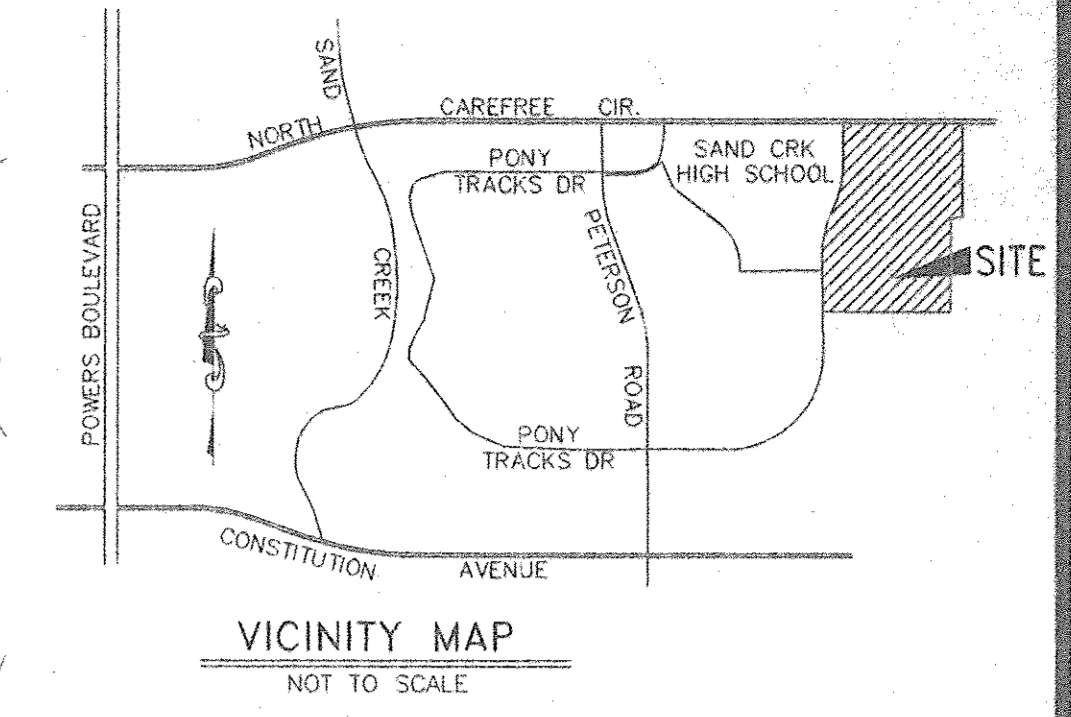 SAND
CREEK
NORTH
CAREFREE CIR.
PONY
TRACKS DR
SAND CRK
HIGH SCHOOL
PETERSON
ROAD
SITE
POWERS BOULEVARD
PONY
TRACKS DR
CONSTITUTION
AVENUE
VICINITY MAP
NOT TO SCALE